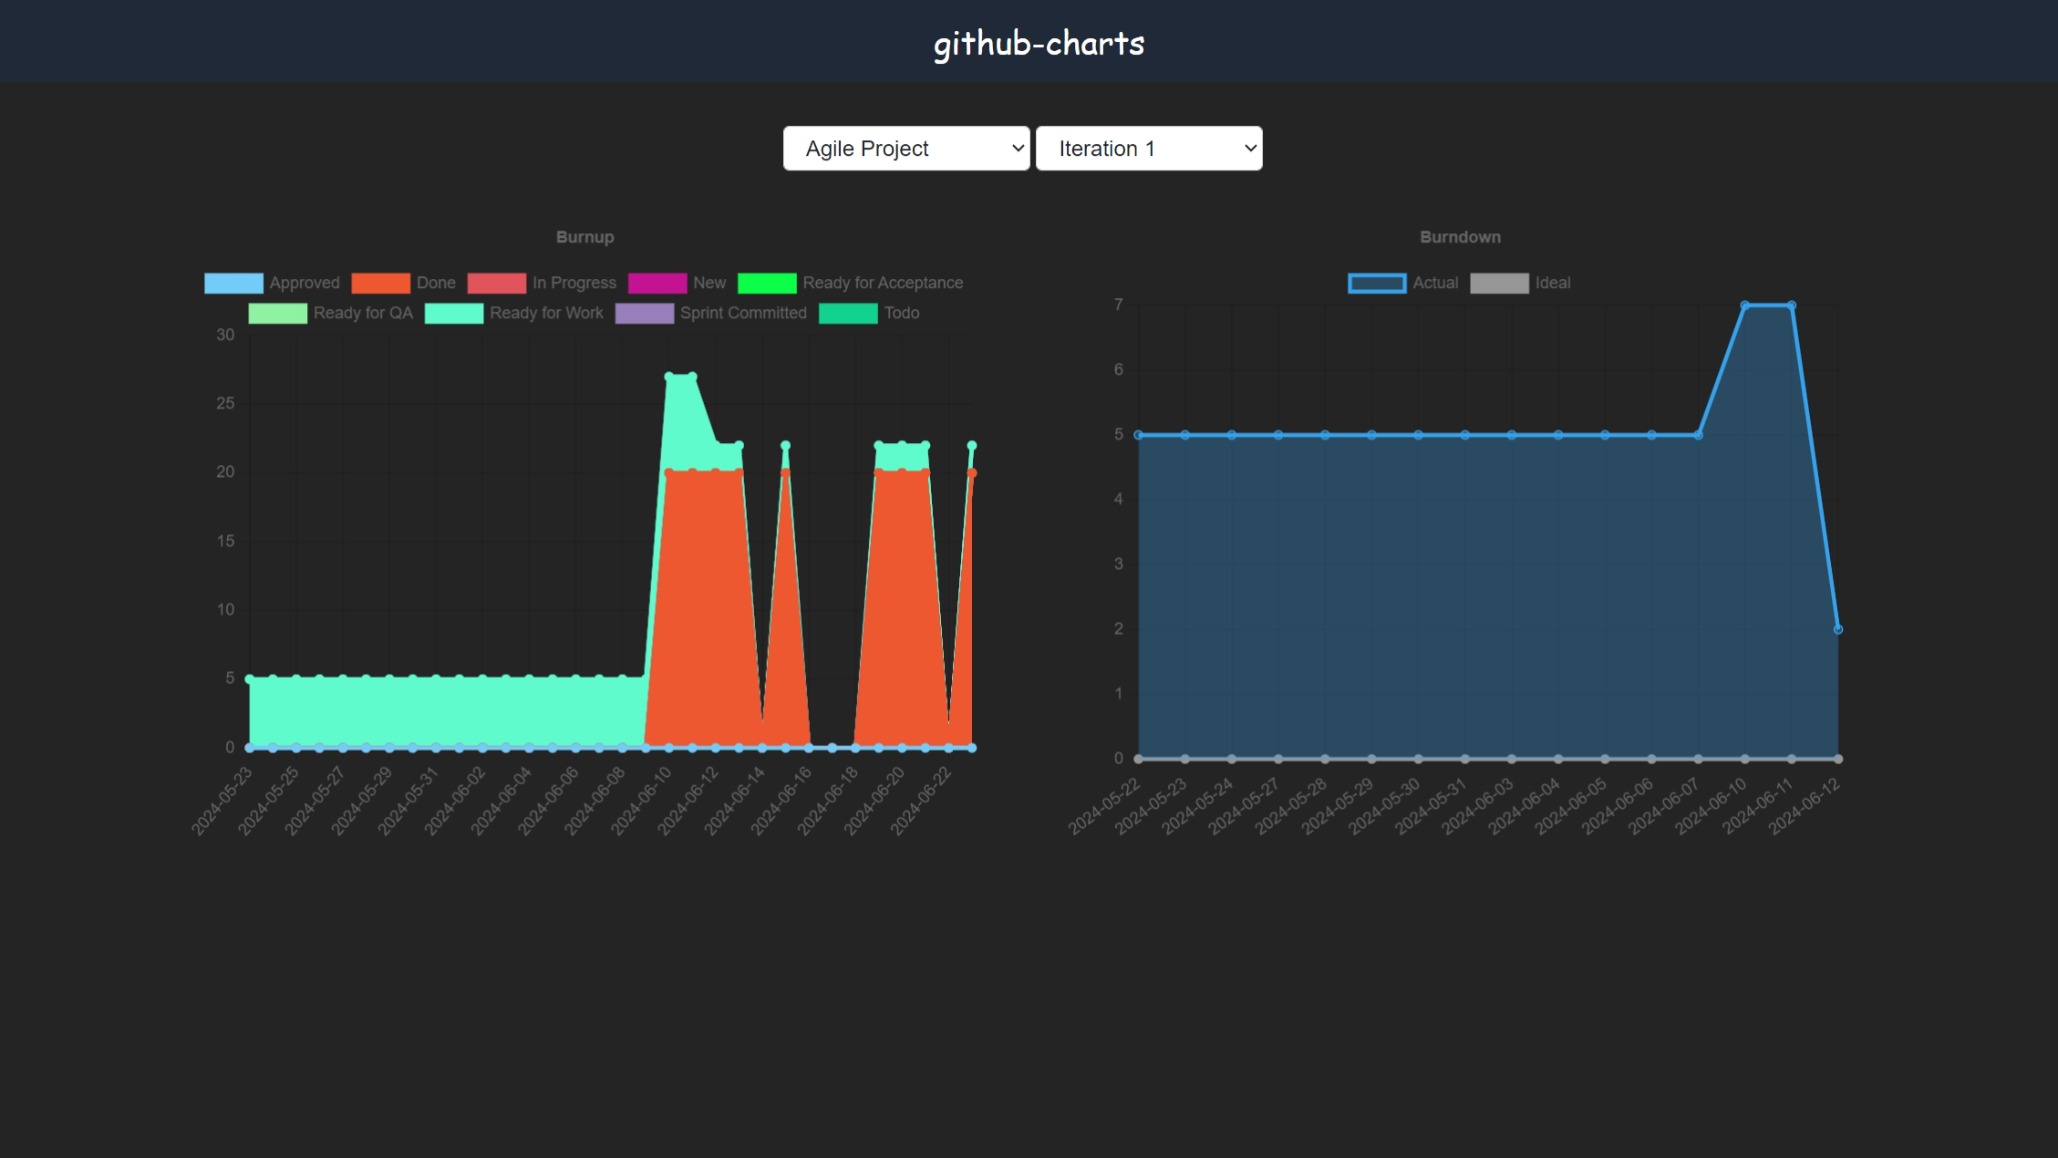 github-charts
Agile Project
Iteration 1
Burnup
Approved Done In Progress New Ready for Acceptance
Ready for QA Ready for Work Sprint Committed Todo
30
25
20
15
10
5
0
2024-05-23 2024-05-25 2024-05-27 2024-05-29 2024-05-31 2024-06-02 2024-06-04 2024-06-06 2024-06-08 2024-06-10 2024-06-12 2024-06-14 2024-06-16 2024-06-18 2024-06-20 2024-06-22
Burndown
Actual Ideal
7
6
5
4
3
2
1
0
2024-05-22 2024-05-23 2024-05-24 2024-05-27 2024-05-28 2024-05-29 2024-05-30 2024-05-31 2024-06-03 2024-06-04 2024-06-05 2024-06-06 2024-06-07 2024-06-10 2024-06-11 2024-06-12